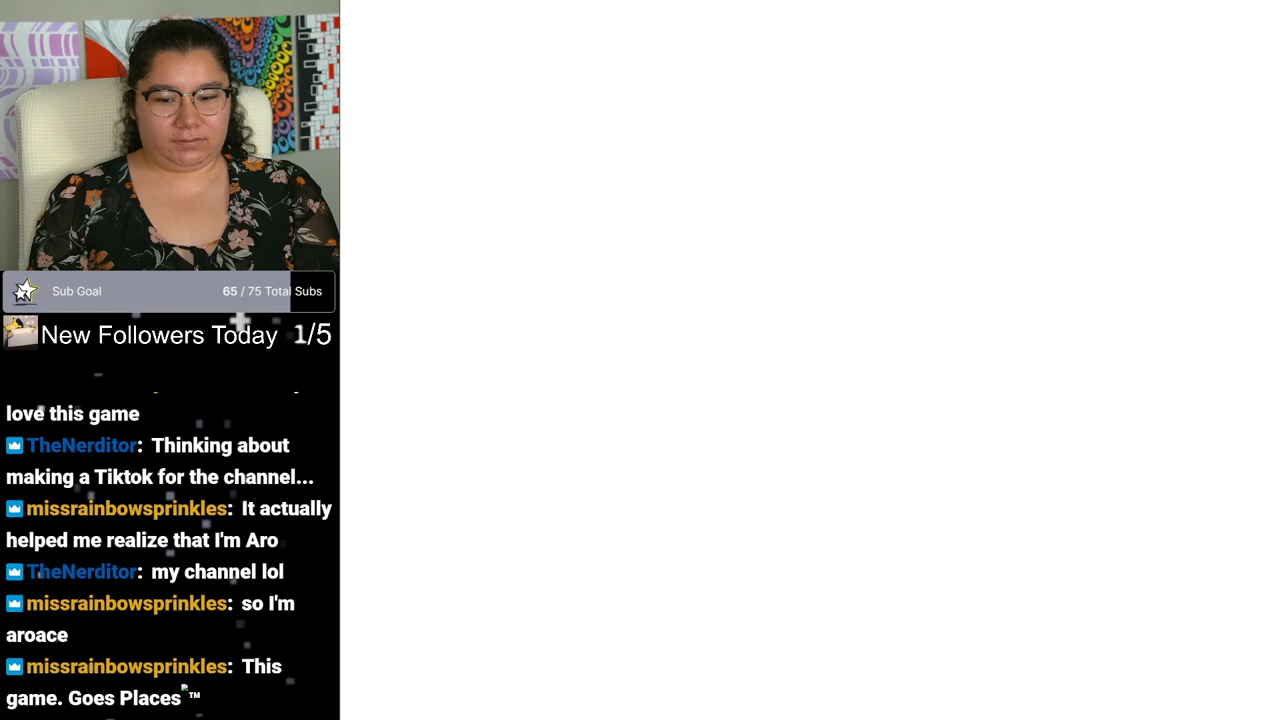 Sub Goal 65 / 75 Total Subs
New Followers Today 1/5
love this game
TheNerditor: Thinking about
making a Tiktok for the channel...
missrainbowsprinkles: It actually
helped me realize that I'm Aro
TheNerditor: my channel lol
missrainbowsprinkles: so I'm
aroace
missrainbowsprinkles: This
game. Goes Places™